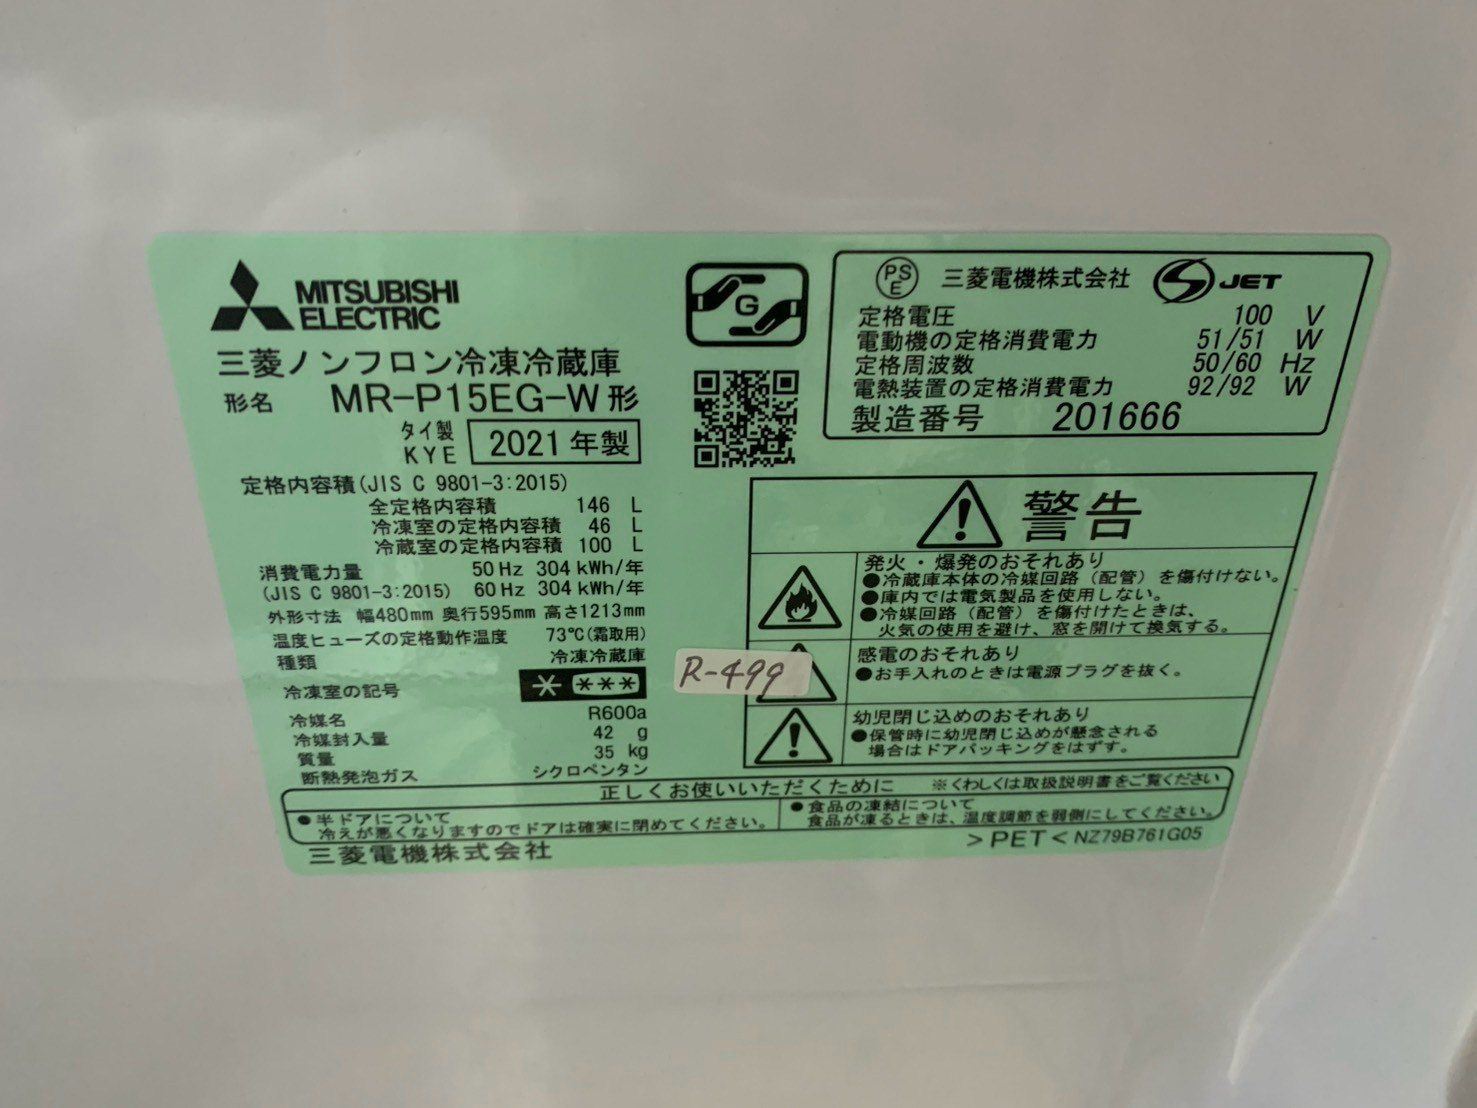 MITSUBISHI
ELECTRIC
三菱ノンフロン冷凍冷蔵庫
形名 MR-P15EG-W形
タイ製
KYE
2021年製
定格内容積(JIS C 9801-3:2015)
全定格内容積 146 L
冷凍室の定格内容積 46 L
冷蔵室の定格内容積 100 L
消費電力量 50Hz 304kWh/年
(JIS C 9801-3:2015) 60Hz 304kWh/年
外形寸法 幅480mm 奥行595mm 高さ1213mm
温度ヒューズの定格動作温度 73℃(霜取用)
種類 冷凍冷蔵庫
冷凍室の記号 * ***
冷媒名 R600a
冷媒封入量 42 g
質量 35 kg
断熱発泡ガス シクロペンタン
G
PS
E
三菱電機株式会社 S JET
定格電圧 100 V
電動機の定格消費電力 51/51 W
定格周波数 50/60 Hz
電熱装置の定格消費電力 92/92 W
製造番号 201666
警告
発火・爆発のおそれあり
●冷蔵庫本体の冷媒回路(配管)を傷付けない。
●庫内では電気製品を使用しない。
●冷媒回路(配管)を傷付けたときは、
火気の使用を避け、窓を開けて換気する。
感電のおそれあり
●お手入れのときは電源プラグを抜く。
R-499
幼児閉じ込めのおそれあり
●保管時に幼児閉じ込めが懸念される
場合はドアパッキングをはずす。
正しくお使いいただくために ※くわしくは取扱説明書をご覧ください
●半ドアについて
冷えが悪くなりますのでドアは確実に閉めてください。
●食品の凍結について
食品が凍るときは、温度調節を弱側にしてください。
三菱電機株式会社
>PET< NZ79B761G05